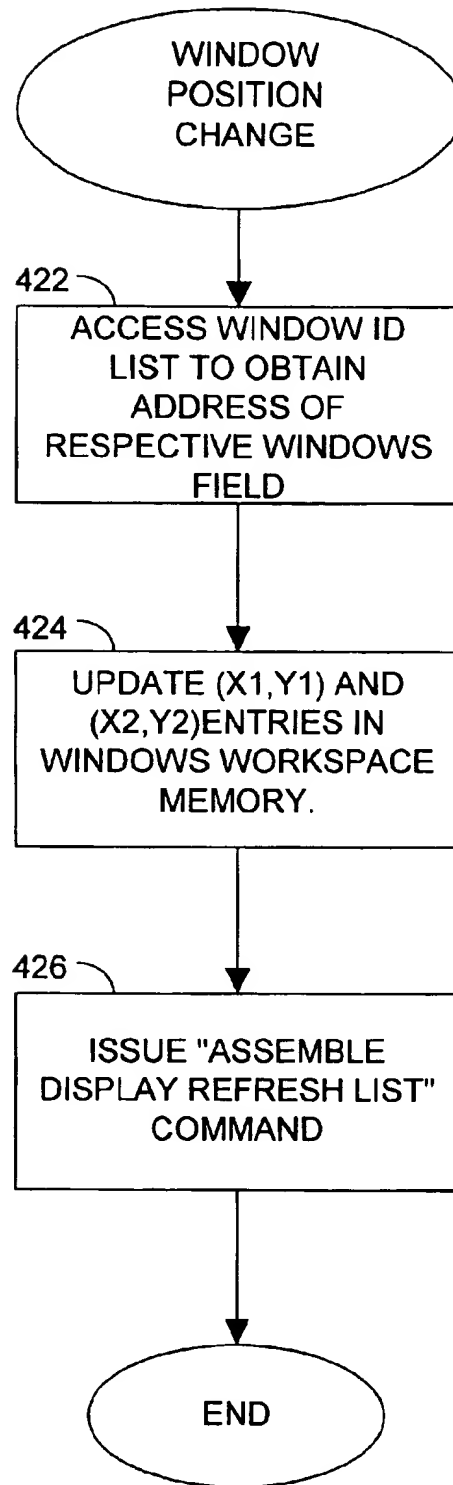 WINDOW
POSITION
CHANGE
422
ACCESS WINDOW ID
LIST TO OBTAIN
ADDRESS OF
RESPECTIVE WINDOWS
FIELD
424
UPDATE (X1,Y1) AND
(X2,Y2)ENTRIES IN
WINDOWS WORKSPACE
MEMORY.
426
ISSUE "ASSEMBLE
DISPLAY REFRESH LIST"
COMMAND
END